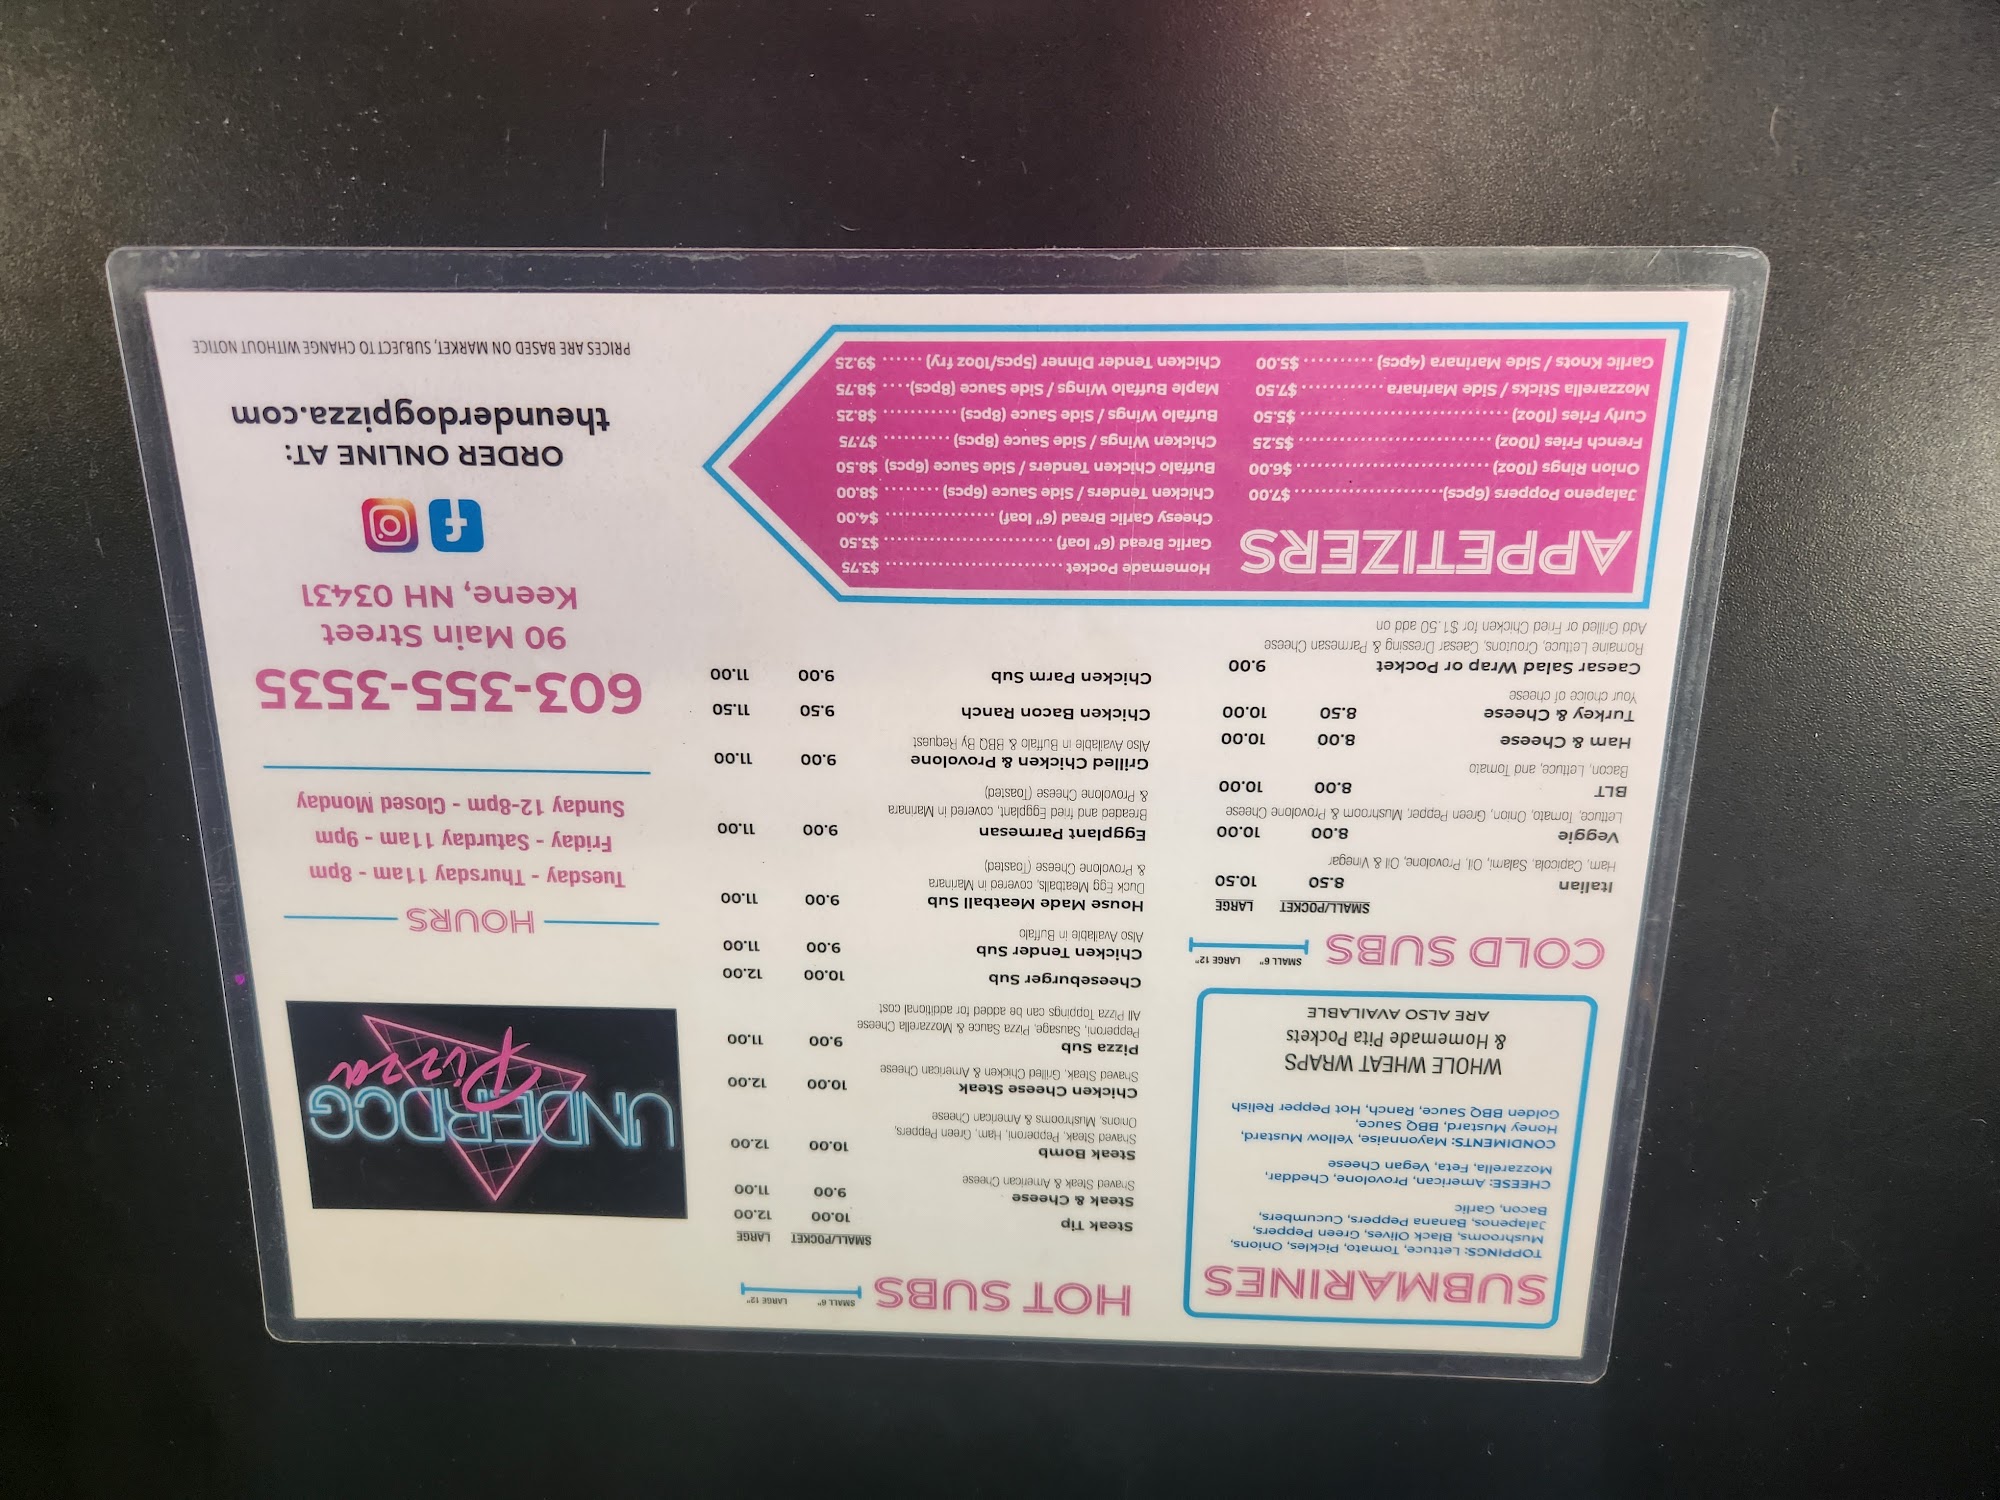 SUBMARINES
TOPPINGS: Lettuce, Tomato, Pickles, Onions,
Mushrooms, Black Olives, Green Peppers,
Jalapenos, Banana Peppers, Cucumbers,
Bacon, Garlic
CHEESE: American, Provolone, Cheddar,
Mozzarella, Feta, Vegan Cheese
CONDIMENTS: Mayonnaise, Yellow Mustard,
Honey Mustard, BBQ Sauce,
Golden BBQ Sauce, Ranch, Hot Pepper Relish
WHOLE WHEAT WRAPS
& Homemade Pita Pockets
ARE ALSO AVAILABLE
COLD SUBS SMALL 6" LARGE 12"
SMALL/POCKET LARGE
Italian 8.50 10.50
Ham, Capicola, Salami, Oil, Provolone, Oil & Vinegar
Veggie 8.00 10.00
Lettuce, Tomato, Onion, Green Pepper, Mushroom & Provolone Cheese
BLT 8.00 10.00
Bacon, Lettuce, and Tomato
Ham & Cheese 8.00 10.00
Turkey & Cheese 8.50 10.00
Your choice of cheese
Caesar Salad Wrap or Pocket 9.00
Romaine Lettuce, Croutons, Caesar Dressing & Parmesan Cheese
Add Grilled or Fried Chicken for $1.50 add on
HOT SUBS SMALL 6" LARGE 12"
SMALL/POCKET LARGE
Steak Tip 10.00 12.00
Steak & Cheese 9.00 11.00
Shaved Steak & American Cheese
Steak Bomb 10.00 12.00
Shaved Steak, Pepperoni, Ham, Green Peppers,
Onions, Mushrooms & American Cheese
Chicken Cheese Steak 10.00 12.00
Shaved Steak, Grilled Chicken & American Cheese
Pizza Sub 9.00 11.00
Pepperoni, Sausage, Pizza Sauce & Mozzarella Cheese
All Pizza Toppings can be added for additional cost
Cheeseburger Sub 10.00 12.00
Chicken Tender Sub 9.00 11.00
Also Available in Buffalo
House Made Meatball Sub 9.00 11.00
Duck Egg Meatballs, covered in Marinara
& Provolone Cheese (Toasted)
Eggplant Parmesan 9.00 11.00
Breaded and fried Eggplant, covered in Marinara
& Provolone Cheese (Toasted)
Grilled Chicken & Provolone 9.00 11.00
Also Available in Buffalo & BBQ By Request
Chicken Bacon Ranch 9.50 11.50
Chicken Parm Sub 9.00 11.00
APPETIZERS
Jalapeno Poppers (6pcs) $7.00
Onion Rings (10oz) $6.00
French Fries (10oz) $5.25
Curly Fries (10oz) $5.50
Mozzarella Sticks / Side Marinara $7.50
Garlic Knots / Side Marinara (4pcs) $5.00
Homemade Pocket $3.75
Garlic Bread (6" loaf) $3.50
Cheesy Garlic Bread (6" loaf) $4.00
Chicken Tenders / Side Sauce (6pcs) $8.00
Buffalo Chicken Tenders / Side Sauce (6pcs) $8.50
Chicken Wings / Side Sauce (8pcs) $7.75
Buffalo Wings / Side Sauce (8pcs) $8.25
Maple Buffalo Wings / Side Sauce (8pcs) $8.75
Chicken Tender Dinner (5pcs/10oz fry) $9.25
UNDERDOG
Pizza
HOURS
Tuesday - Thursday 11am - 8pm
Friday - Saturday 11am - 9pm
Sunday 12-8pm - Closed Monday
603-355-3535
90 Main Street
Keene, NH 03431
ORDER ONLINE AT:
theunderdogpizza.com
PRICES ARE BASED ON MARKET, SUBJECT TO CHANGE WITHOUT NOTICE